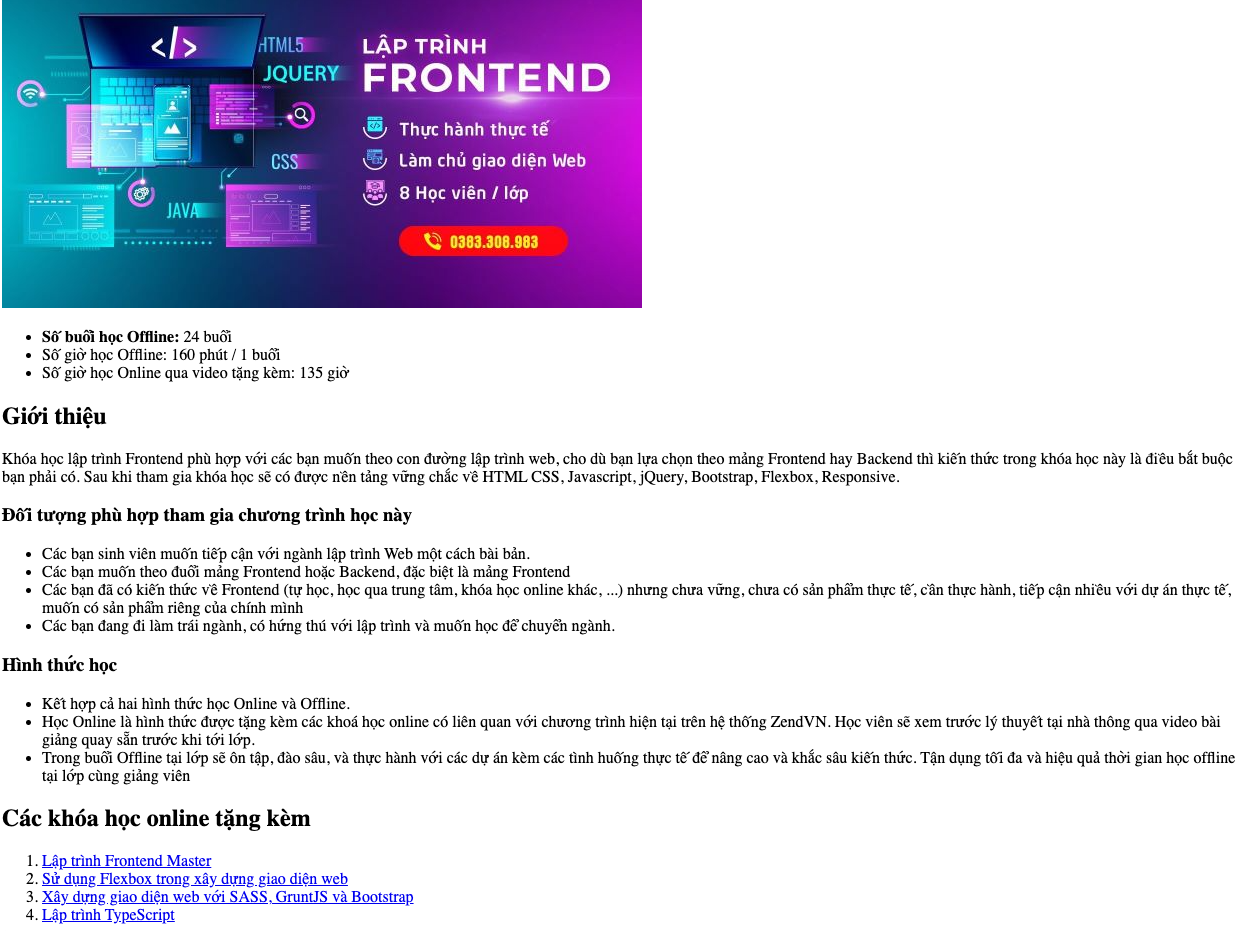 </>
HTML5
JQUERY
CSS
JAVA
LẬP TRÌNH
FRONTEND
Thực hành thực tế
Làm chủ giao diện Web
8 Học viên / lớp
0383.308.983
• Số buổi học Offline: 24 buổi
• Số giờ học Offline: 160 phút / 1 buổi
• Số giờ học Online qua video tặng kèm: 135 giờ
Giới thiệu
Khóa học lập trình Frontend phù hợp với các bạn muốn theo con đường lập trình web, cho dù bạn lựa chọn theo mảng Frontend hay Backend thì kiến thức trong khóa học này là điều bắt buộc
bạn phải có. Sau khi tham gia khóa học sẽ có được nền tảng vững chắc về HTML CSS, Javascript, jQuery, Bootstrap, Flexbox, Responsive.
Đối tượng phù hợp tham gia chương trình học này
• Các bạn sinh viên muốn tiếp cận với ngành lập trình Web một cách bài bản.
• Các bạn muốn theo đuổi mảng Frontend hoặc Backend, đặc biệt là mảng Frontend
• Các bạn đã có kiến thức về Frontend (tự học, học qua trung tâm, khóa học online khác, ...) nhưng chưa vững, chưa có sản phẩm thực tế, cần thực hành, tiếp cận nhiều với dự án thực tế,
muốn có sản phẩm riêng của chính mình
• Các bạn đang đi làm trái ngành, có hứng thú với lập trình và muốn học để chuyển ngành.
Hình thức học
• Kết hợp cả hai hình thức học Online và Offline.
• Học Online là hình thức được tặng kèm các khoá học online có liên quan với chương trình hiện tại trên hệ thống ZendVN. Học viên sẽ xem trước lý thuyết tại nhà thông qua video bài
giảng quay sẵn trước khi tới lớp.
• Trong buổi Offline tại lớp sẽ ôn tập, đào sâu, và thực hành với các dự án kèm các tình huống thực tế để nâng cao và khắc sâu kiến thức. Tận dụng tối đa và hiệu quả thời gian học offline
tại lớp cùng giảng viên
Các khóa học online tặng kèm
1. Lập trình Frontend Master
2. Sử dụng Flexbox trong xây dựng giao diện web
3. Xây dựng giao diện web với SASS, GruntJS và Bootstrap
4. Lập trình TypeScript